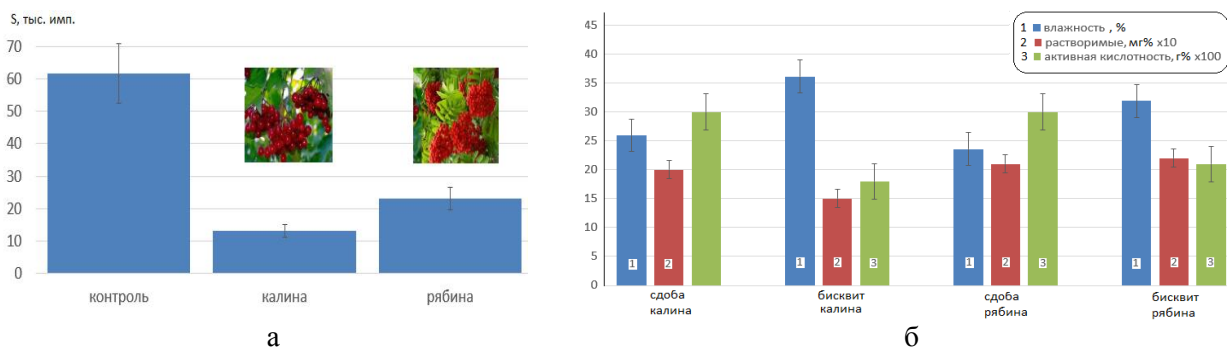 S, тыс. имп.
70
60
50
40
30
20
10
0
контроль
калина
рябина
а
1 влажность , %
2 растворимые, мг% х10
3 активная кислотность, г% х100
45
40
35
30
25
20
15
10
5
0
1 2
1 2 3
1 2 3
1 2 3
сдоба
калина
бисквит
калина
сдоба
рябина
бисквит
рябина
б